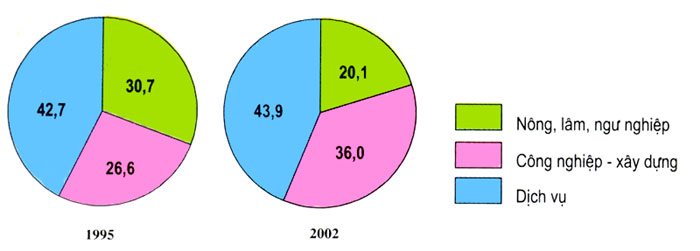 30,7
42,7
26,6
1995
20,1
43,9
36,0
2002
Nông, lâm, ngư nghiệp
Công nghiệp - xây dựng
Dịch vụ